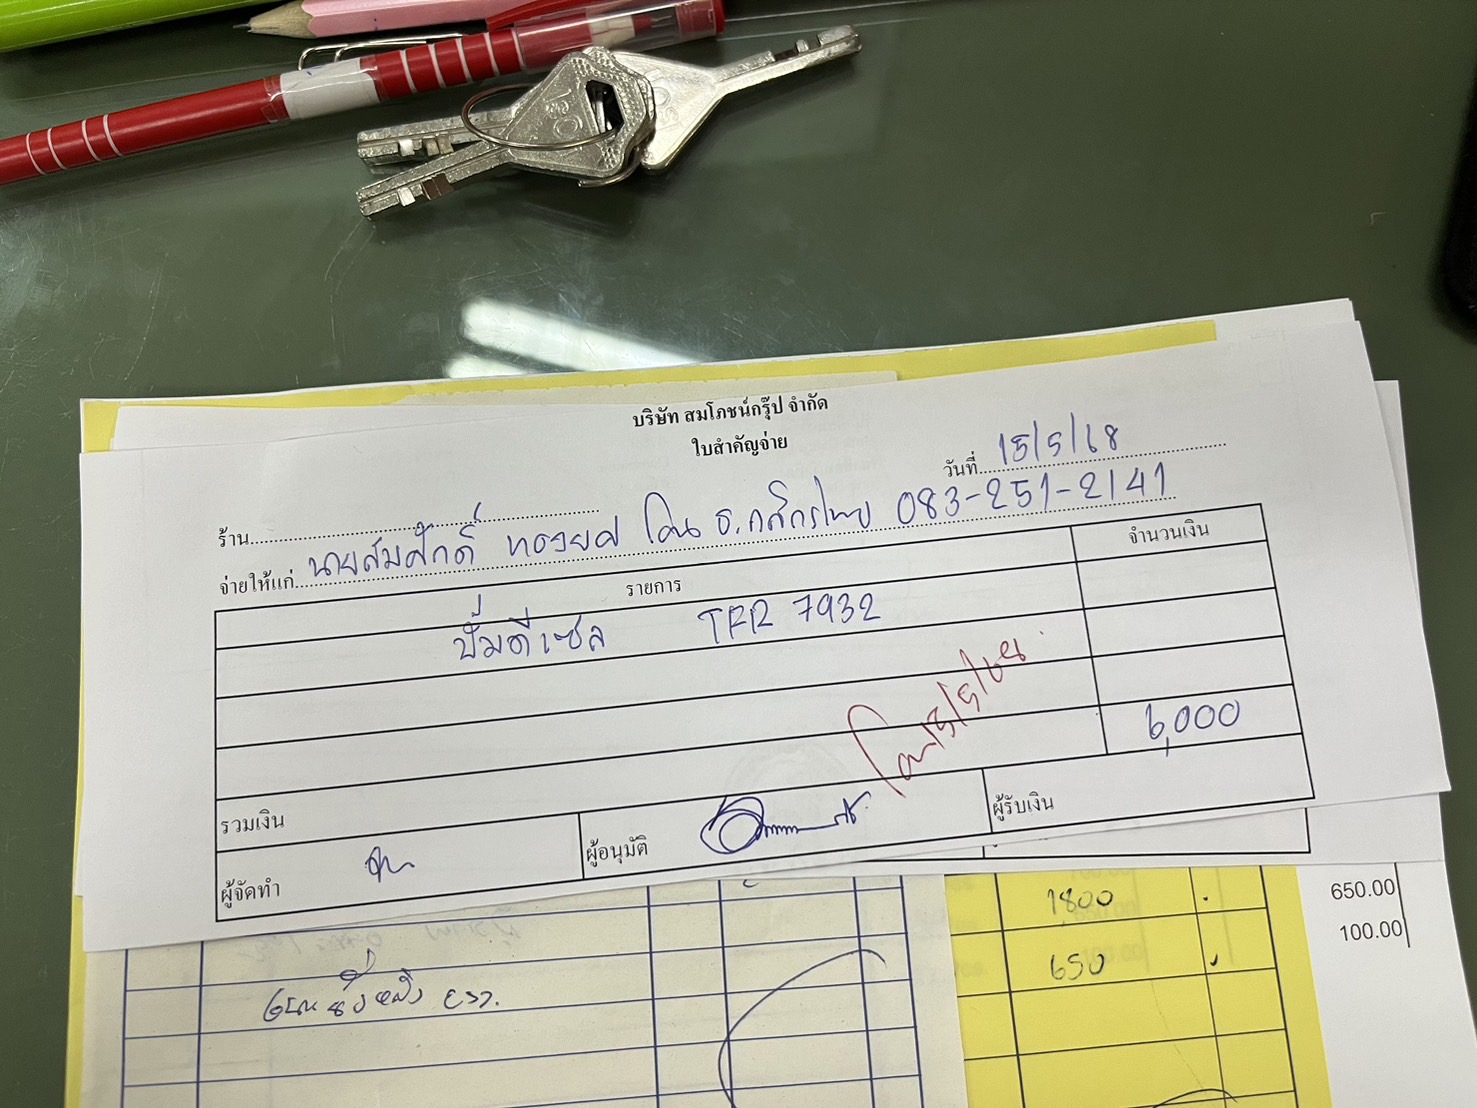 บริษัท สมโภชน์กรุ๊ป จำกัด
ใบสำคัญจ่าย
วันที่ 15/5/68
ร้าน
จ่ายให้แก่ นายสมศักดิ์ ทองยศ โอน ธ.กสิกรไทย 083-251-2141
รายการ จำนวนเงิน
ปั๊มดีเซล TFR 7932
โอน 15/5/68
6,000
รวมเงิน
ผู้จัดทำ ผู้อนุมัติ ผู้รับเงิน
1800
650.00
650
100.00